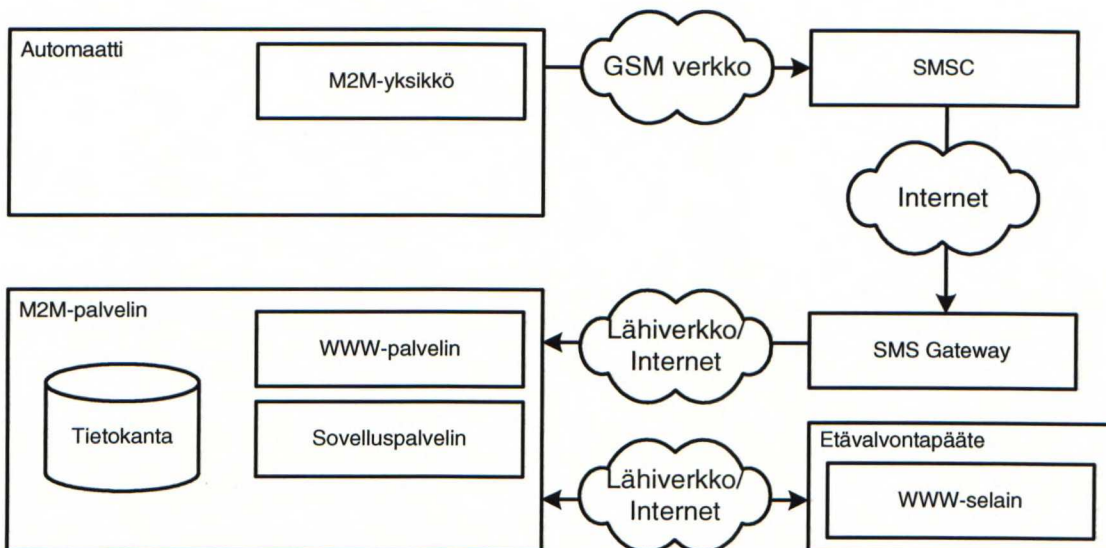 Automaatti
M2M-yksikkö
GSM verkko
SMSC
Internet
M2M-palvelin
WWW-palvelin
Lähiverkko/
Internet
SMS Gateway
Tietokanta
Sovelluspalvelin
Lähiverkko/
Internet
Etävalvontapääte
WWW-selain